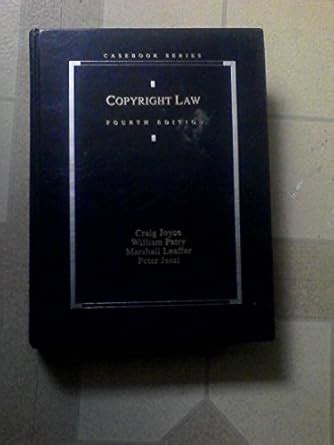 CASEBOOK SERIES
COPYRIGHT LAW
FOURTH EDITION
Craig Joyce
William Patry
Marshall Leaffer
Peter Jaszi